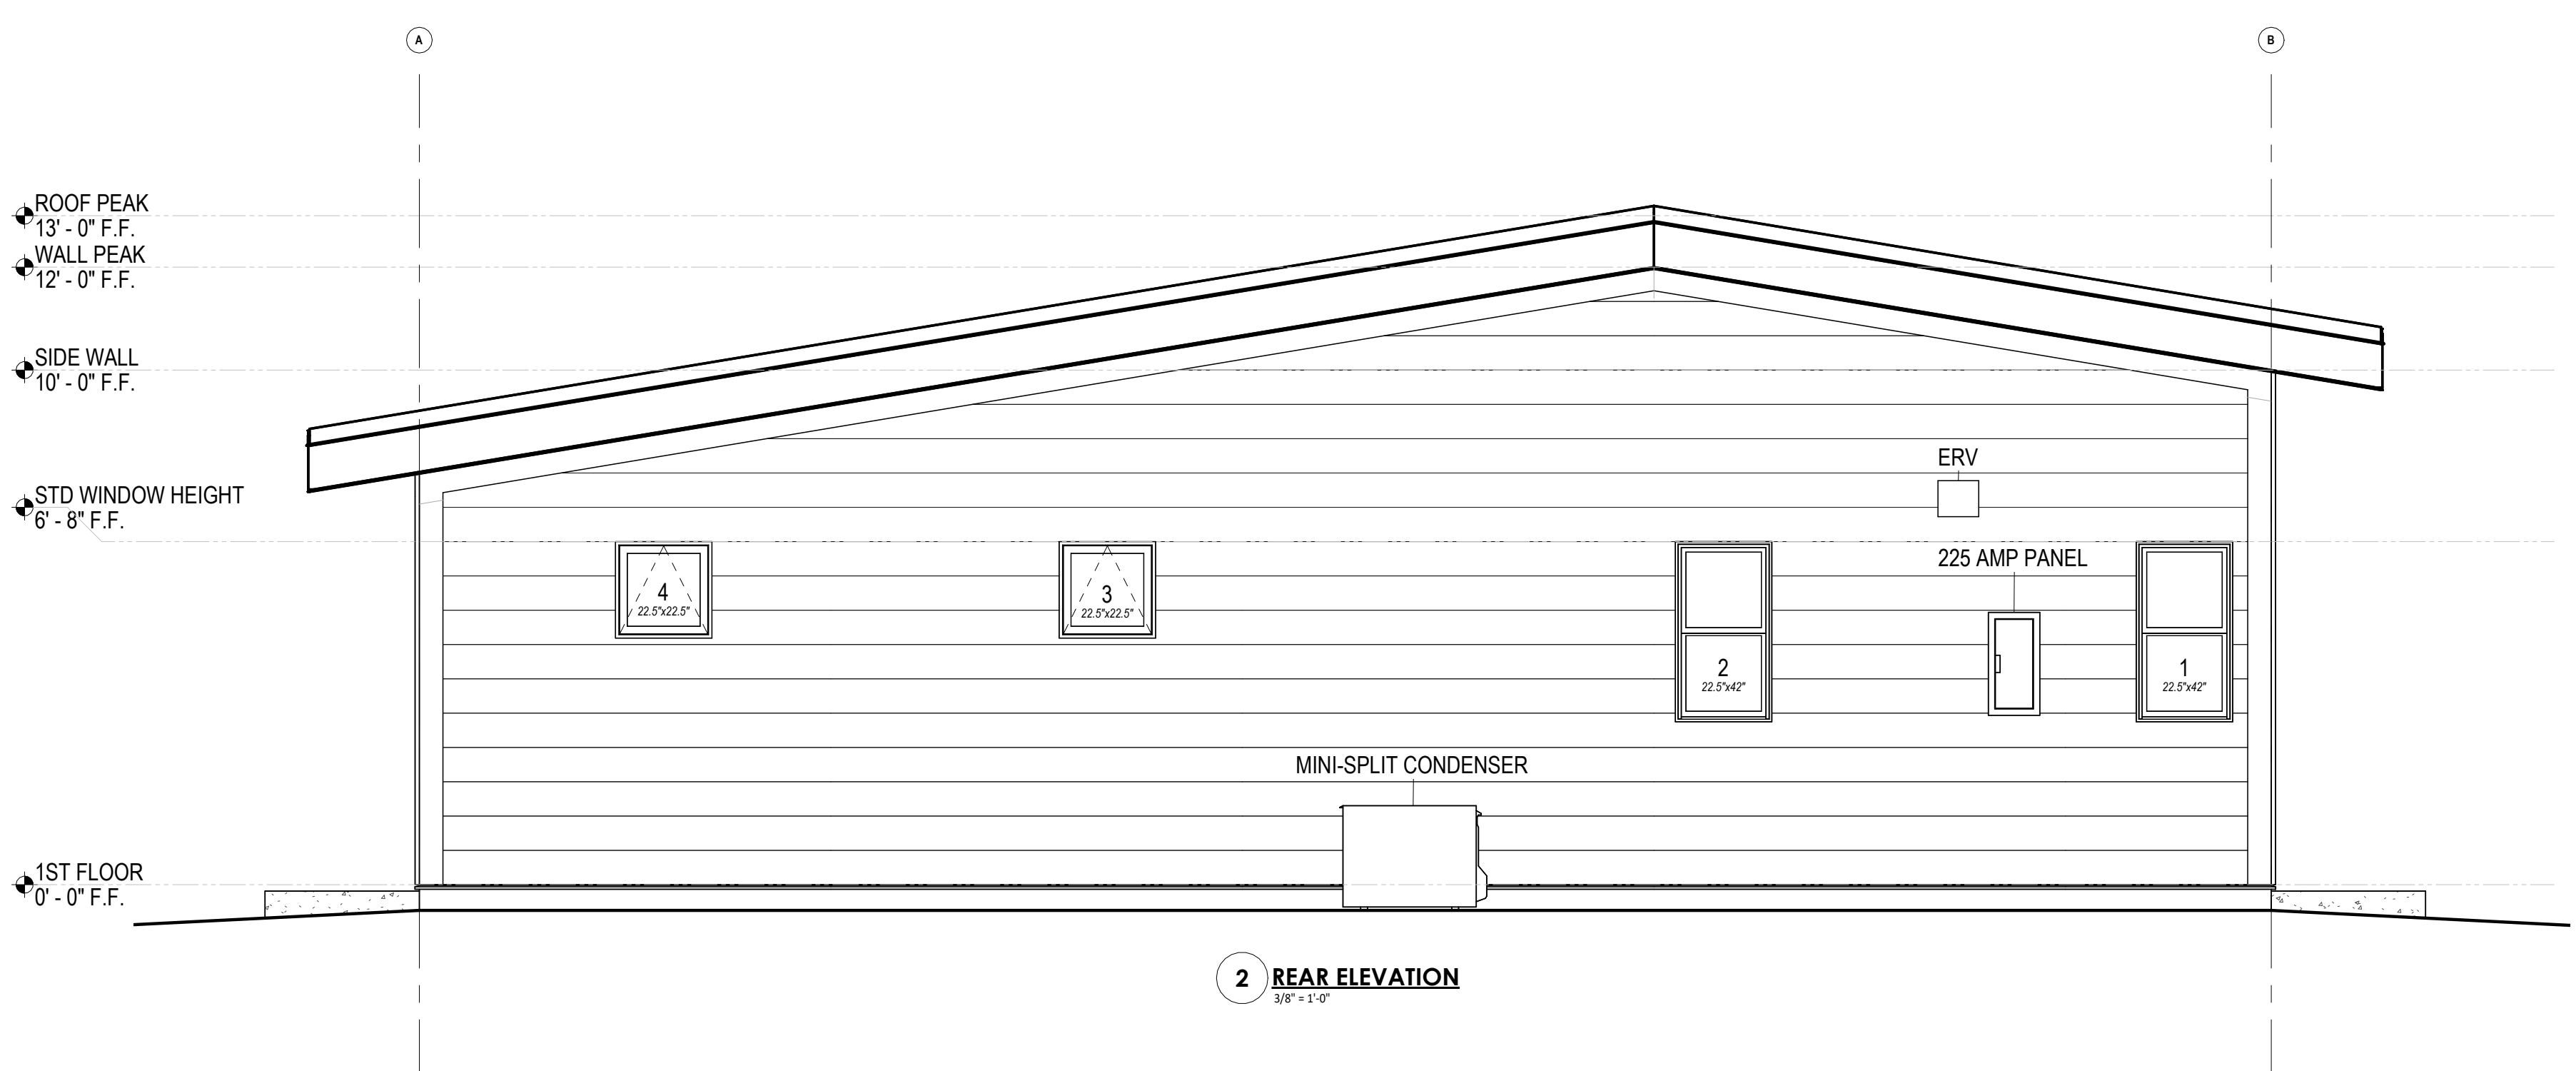 A
B
ROOF PEAK
13' - 0" F.F.
WALL PEAK
12' - 0" F.F.
SIDE WALL
10' - 0" F.F.
ERV
STD WINDOW HEIGHT
6' - 8" F.F.
225 AMP PANEL
4
22.5"x22.5"
3
22.5"x22.5"
2
22.5"x42"
1
22.5"x42"
MINI-SPLIT CONDENSER
1ST FLOOR
0' - 0" F.F.
2 REAR ELEVATION
3/8" = 1'-0"